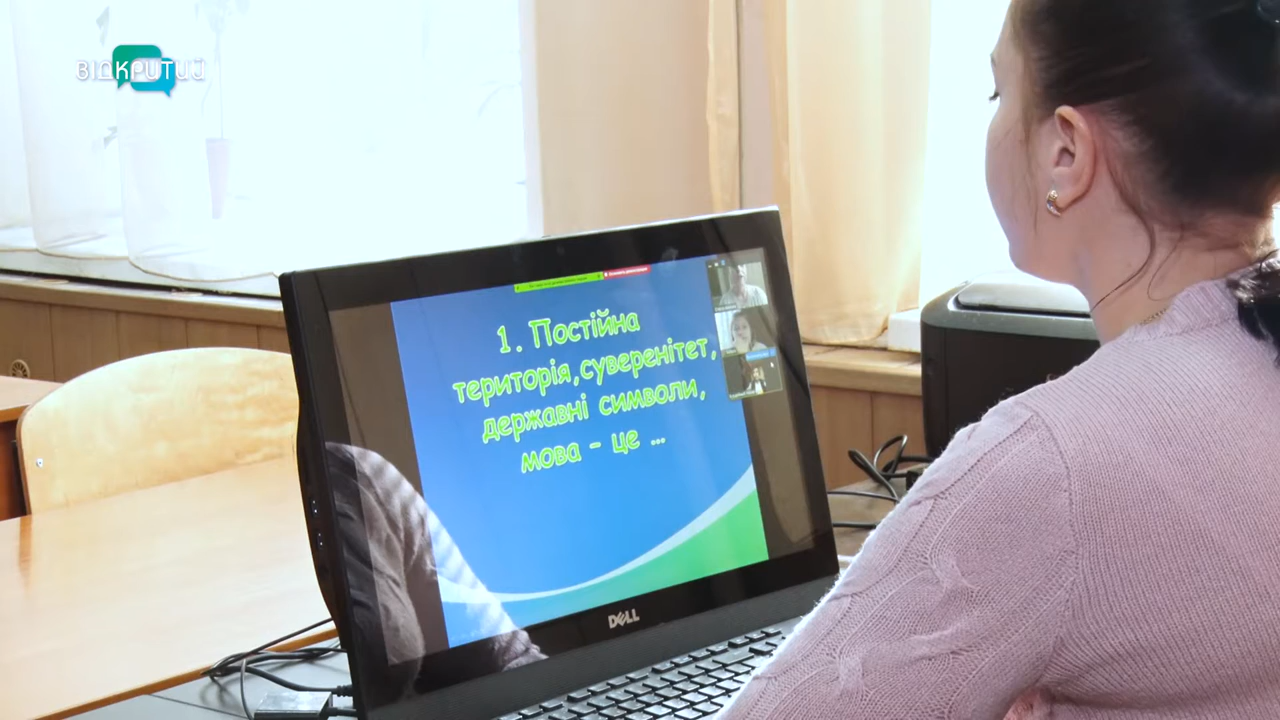 ВІДКРИТИЙ
1. Постійна
територія,суверенітет,
державні символи,
мова - це ...
DELL